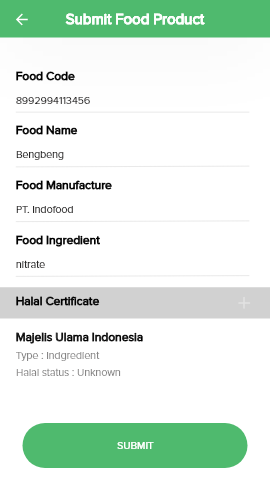 Submit Food Product
Food Code
8992994113456
Food Name
Bengbeng
Food Manufacture
PT. Indofood
Food Ingredient
nitrate
Halal Certificate
Majelis Ulama Indonesia
Type : Indgredient
Halal status : Unknown
SUBMIT